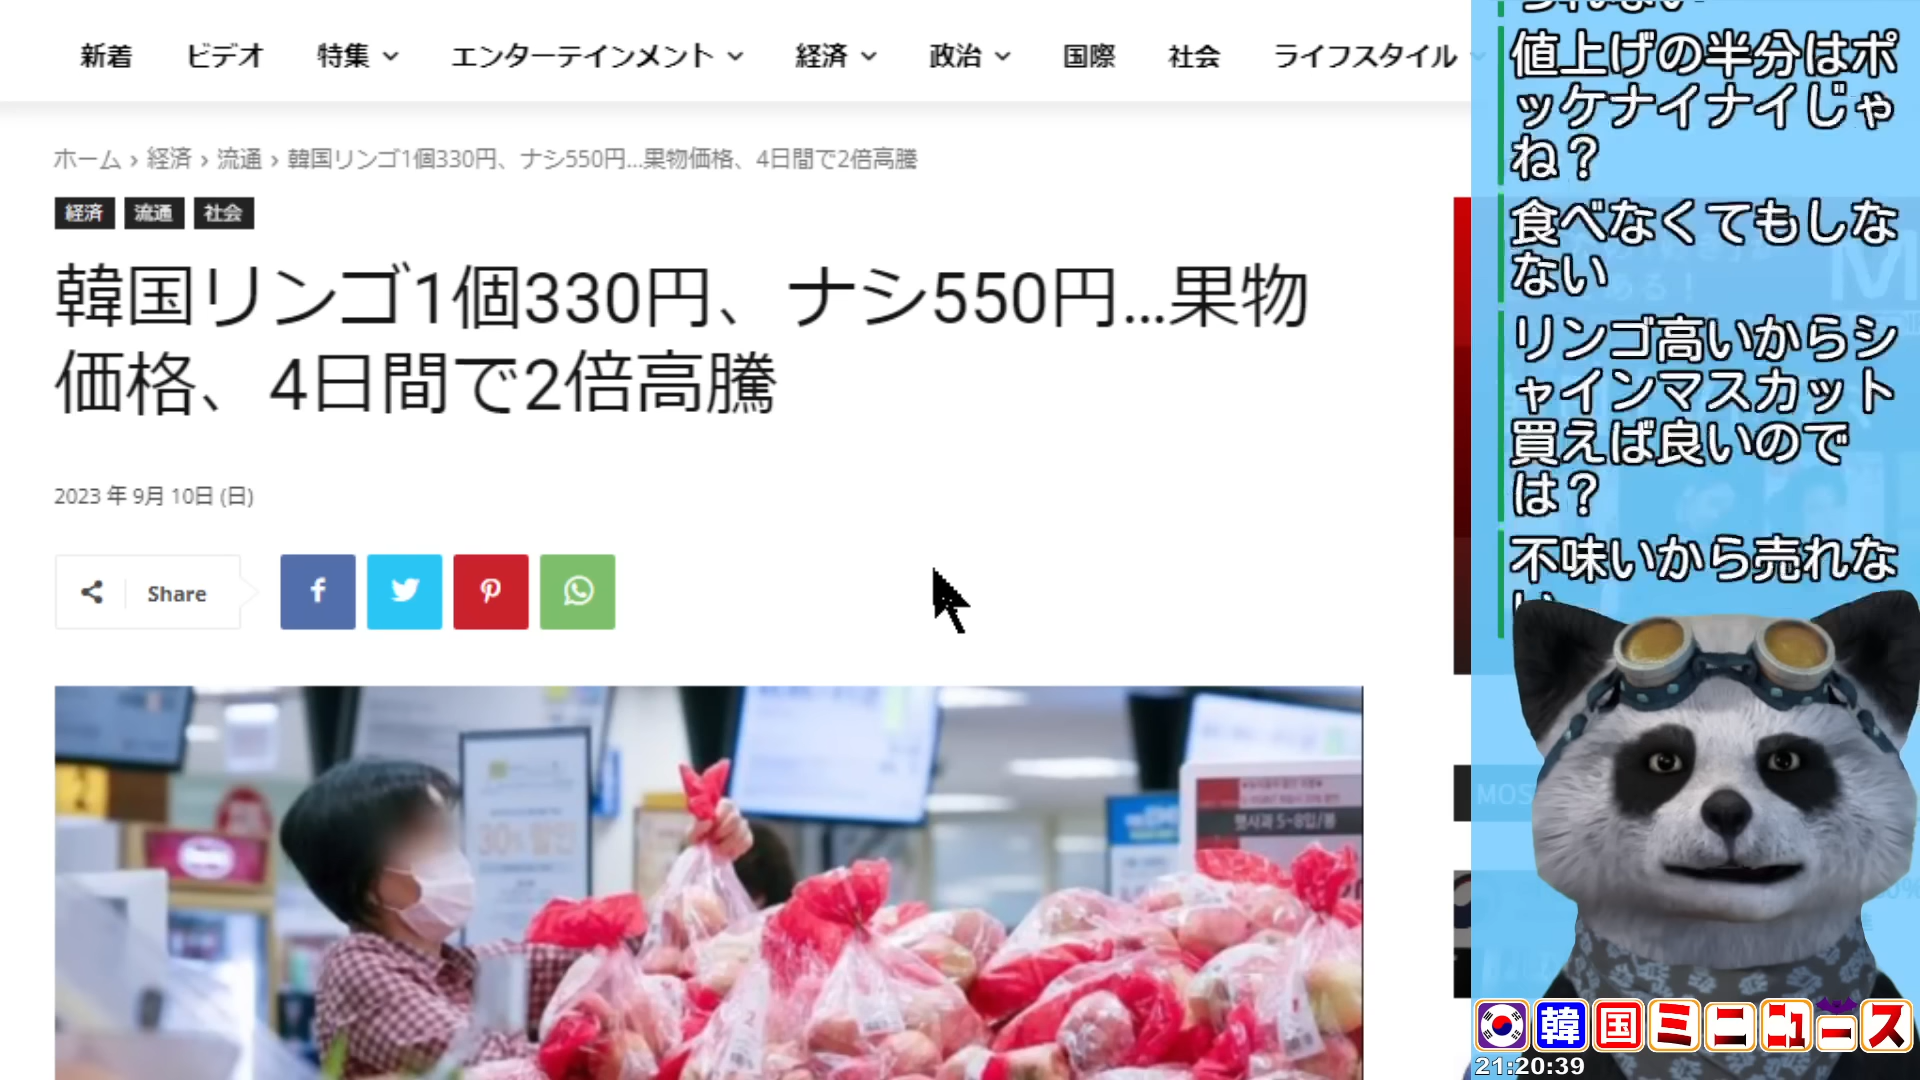 新着 ビデオ 特集 エンターテインメント 経済 政治 国際 社会 ライフスタイル
ホーム › 経済 › 流通 › 韓国リンゴ1個330円、ナシ550円…果物価格、4日間で2倍高騰
経済 流通 社会
韓国リンゴ1個330円、ナシ550円…果物
価格、4日間で2倍高騰
2023 年 9月 10日 (日)
Share
値上げの半分はポ
ッケナイナイじゃ
ね？
食べなくてもしな
ない
リンゴ高いからシ
ャインマスカット
買えば良いので
は？
不味いから売れな
MOS
韓国ミニニュース
21:20:39